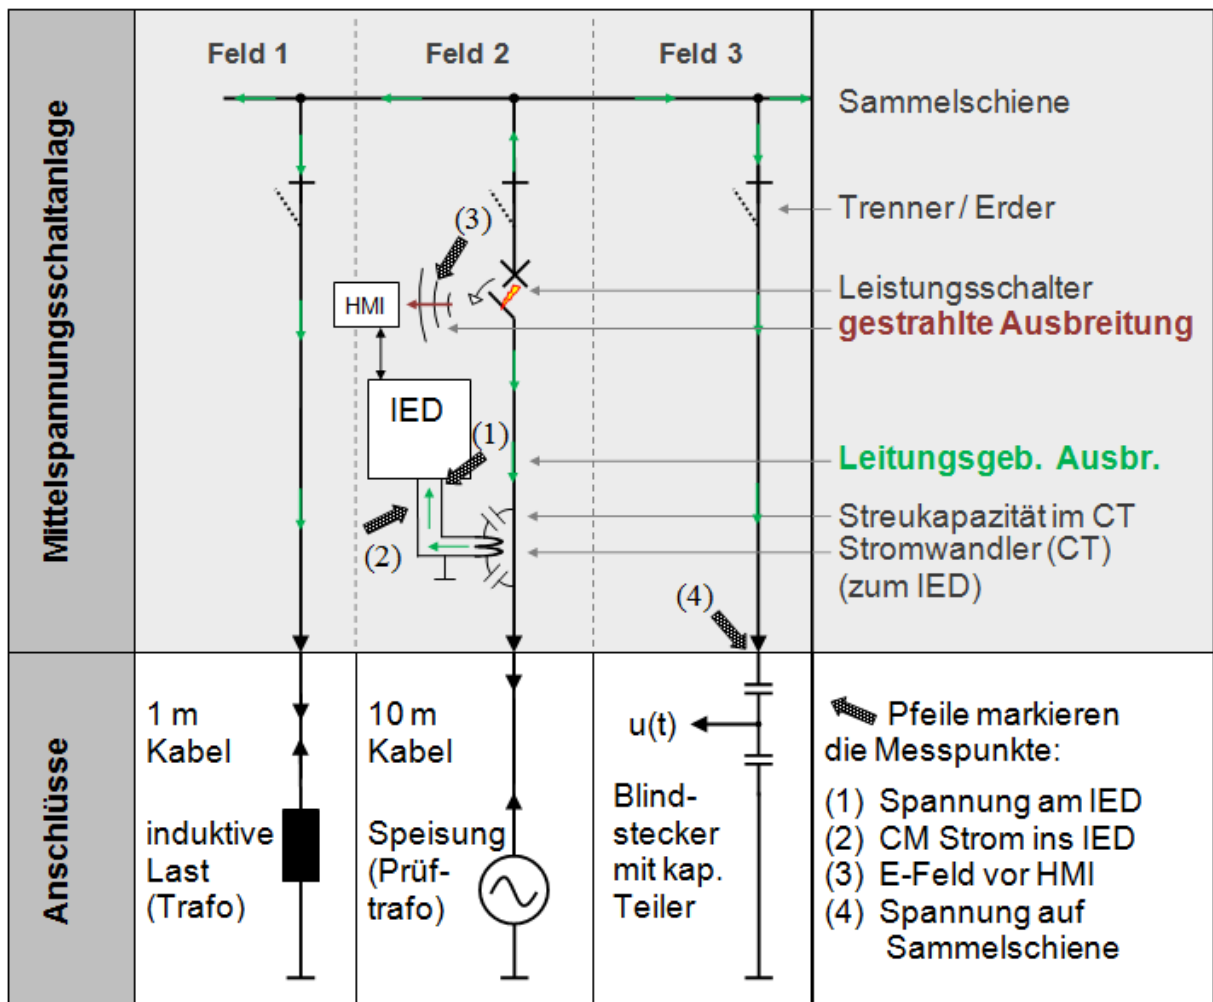 Mittelspannungsschaltanlage
Feld 1
Feld 2
Feld 3
Sammelschiene
Trenner / Erder
(3)
HMI
Leistungsschalter
gestrahlte Ausbreitung
IED
(1)
Leitungsgeb. Ausbr.
(2)
Streukapazität im CT
Stromwandler (CT)
(zum IED)
(4)
Anschlüsse
1 m
Kabel
induktive
Last
(Trafo)
10 m
Kabel
Speisung
(Prüf-
trafo)
u(t)
Blind-
stecker
mit kap.
Teiler
Pfeile markieren
die Messpunkte:
(1) Spannung am IED
(2) CM Strom ins IED
(3) E-Feld vor HMI
(4) Spannung auf
Sammelschiene